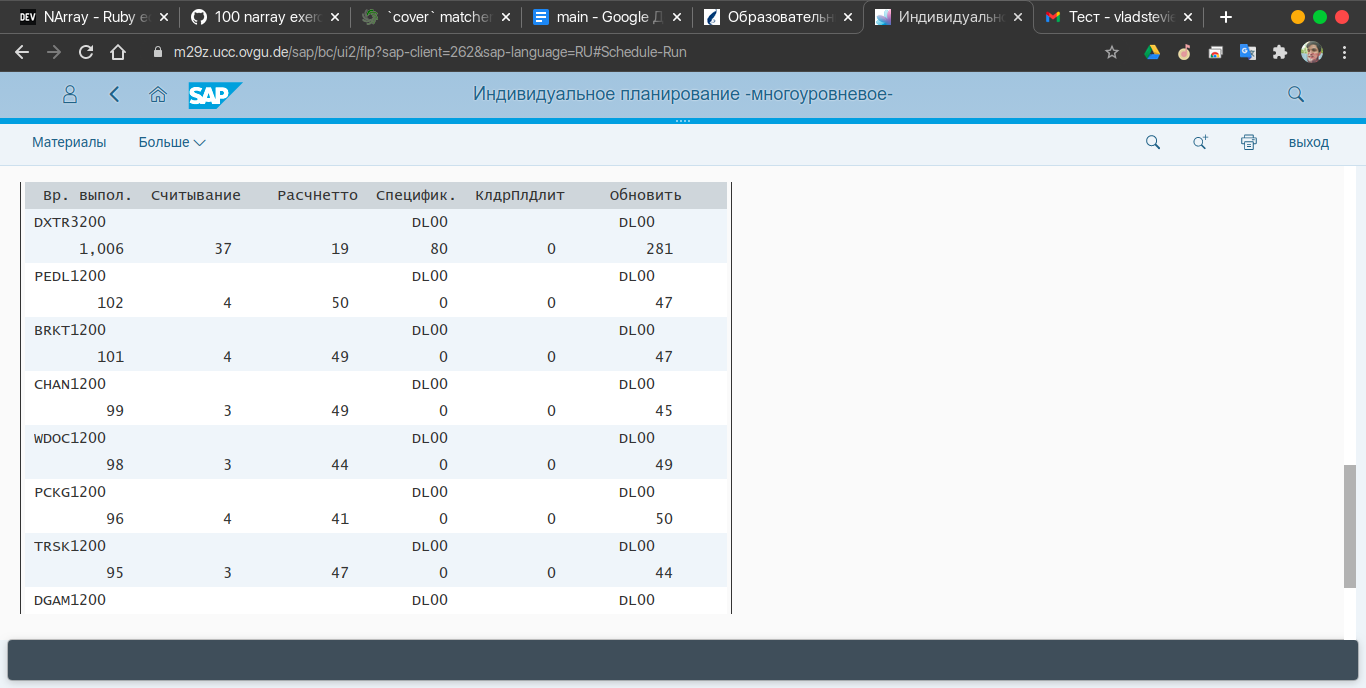 DEV NArray - Ruby e
100 narray exer
`cover` matcher
main - Google Д
Образовательн
Индивидуально
Тест - vladstevie
m29z.ucc.ovgu.de/sap/bc/ui2/flp?sap-client=262&sap-language=RU#Schedule-Run
SAP Индивидуальное планирование -многоуровневое-
Материалы Больше выход
Вр. выпол. Считывание РасчНетто Специфик. КлдрПлДлит Обновить
DXTR3200 DL00 DL00
1,006 37 19 80 0 281
PEDL1200 DL00 DL00
102 4 50 0 0 47
BRKT1200 DL00 DL00
101 4 49 0 0 47
CHAN1200 DL00 DL00
99 3 49 0 0 45
WDOC1200 DL00 DL00
98 3 44 0 0 49
PCKG1200 DL00 DL00
96 4 41 0 0 50
TRSK1200 DL00 DL00
95 3 47 0 0 44
DGAM1200 DL00 DL00